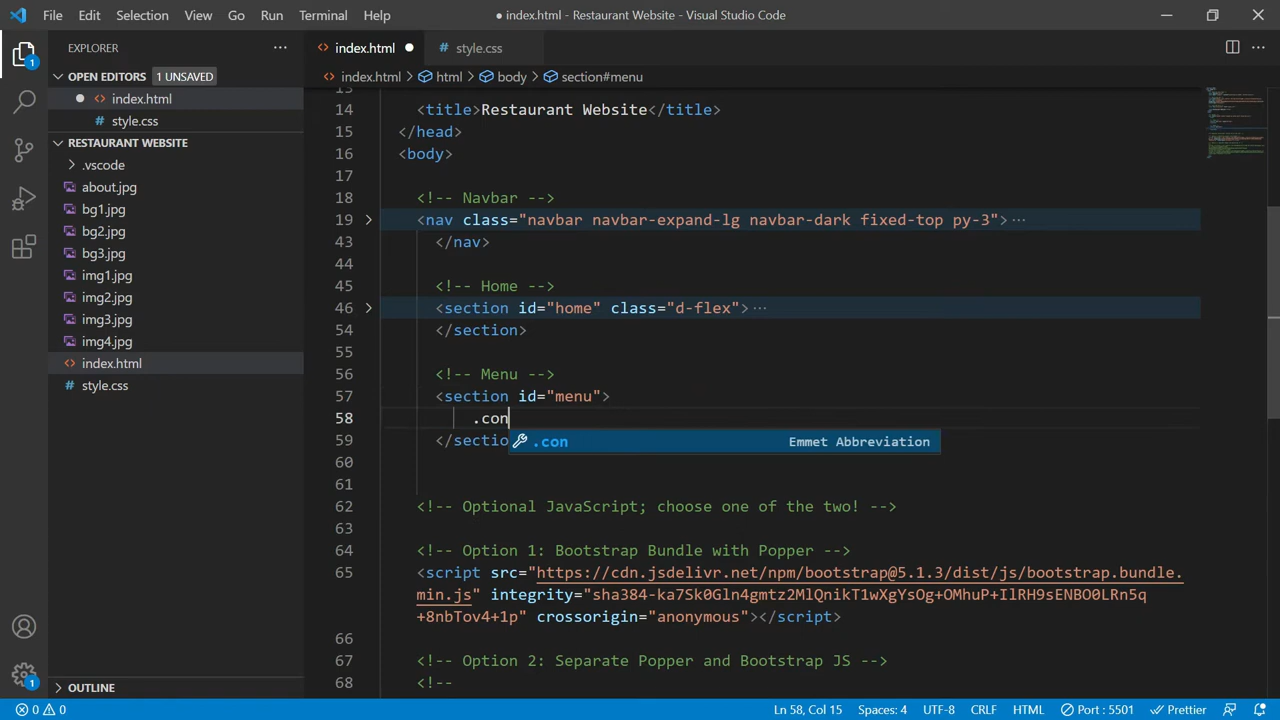 File Edit Selection View Go Run Terminal Help
● index.html - Restaurant Website - Visual Studio Code
EXPLORER
index.html
style.css
index.html > html > body > section#menu
OPEN EDITORS 1 UNSAVED
index.html
style.css
RESTAURANT WEBSITE
.vscode
about.jpg
bg1.jpg
bg2.jpg
bg3.jpg
img1.jpg
img2.jpg
img3.jpg
img4.jpg
index.html
style.css
OUTLINE
1
1
13
14 <title>Restaurant Website</title>
15 </head>
16 <body>
17
18 <!-- Navbar -->
19 <nav class="navbar navbar-expand-lg navbar-dark fixed-top py-3">
43 </nav>
44
45 <!-- Home -->
46 <section id="home" class="d-flex">
54 </section>
55
56 <!-- Menu -->
57 <section id="menu">
58 .con
59 </sectio
.con Emmet Abbreviation
60
61
62 <!-- Optional JavaScript; choose one of the two! -->
63
64 <!-- Option 1: Bootstrap Bundle with Popper -->
65 <script src="https://cdn.jsdelivr.net/npm/bootstrap@5.1.3/dist/js/bootstrap.bundle.
min.js" integrity="sha384-ka7Sk0Gln4gmtz2MlQnikT1wXgYsOg+OMhuP+IlRH9sENBO0LRn5q
+8nbTov4+1p" crossorigin="anonymous"></script>
66
67 <!-- Option 2: Separate Popper and Bootstrap JS -->
68 <!--
0 0
Ln 58, Col 15 Spaces: 4 UTF-8 CRLF HTML Port : 5501 Prettier